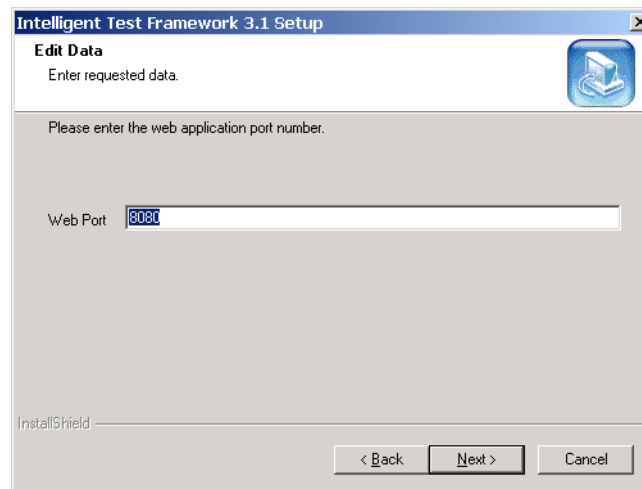 Intelligent Test Framework 3.1 Setup
Edit Data
Enter requested data.
Please enter the web application port number.
Web Port 8080
InstallShield
< Back Next > Cancel